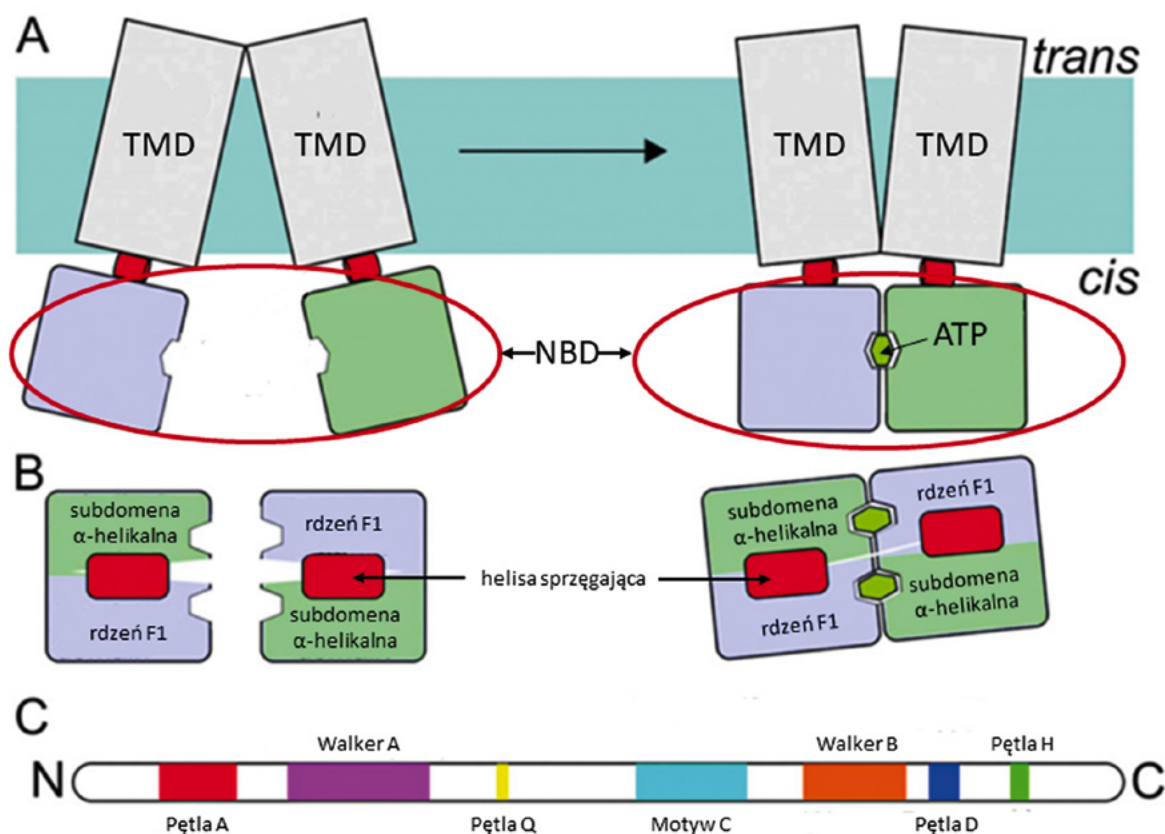 A
TMD
TMD
TMD
TMD
trans
cis
NBD
ATP
B
subdomena
α-helikalna
rdzeń F1
rdzeń F1
subdomena
α-helikalna
helisa sprzęgająca
subdomena
α-helikalna
rdzeń F1
rdzeń F1
subdomena
α-helikalna
C
Walker A
Walker B
Pętla H
N
C
Pętla A
Pętla Q
Motyw C
Pętla D